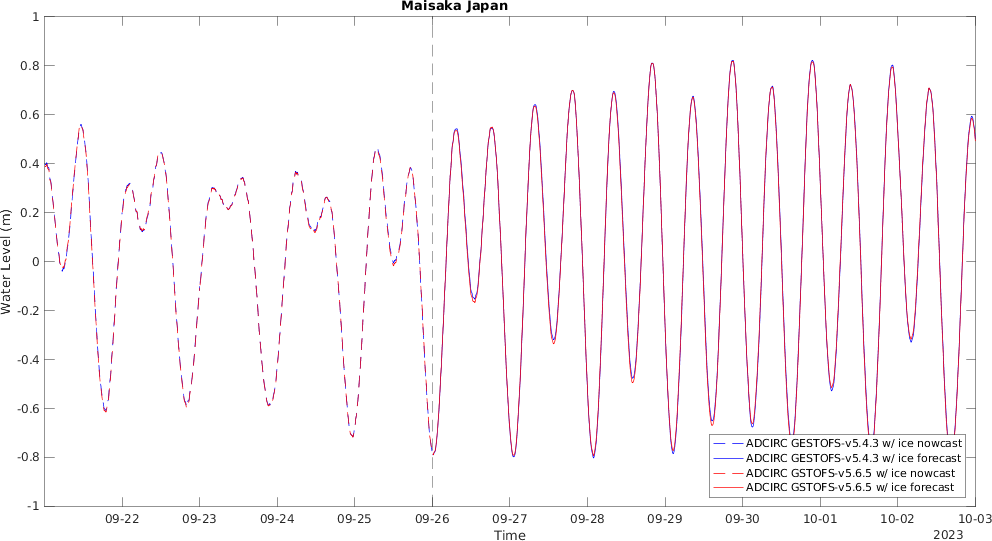 Maisaka Japan
1
0.8
0.6
0.4
0.2
0
-0.2
-0.4
-0.6
-0.8
-1
Water Level (m)
ADCIRC GESTOFS-v5.4.3 w/ ice nowcast
ADCIRC GESTOFS-v5.4.3 w/ ice forecast
ADCIRC GSTOFS-v5.6.5 w/ ice nowcast
ADCIRC GSTOFS-v5.6.5 w/ ice forecast
09-22 09-23 09-24 09-25 09-26 09-27 09-28 09-29 09-30 10-01 10-02 10-03
Time
2023